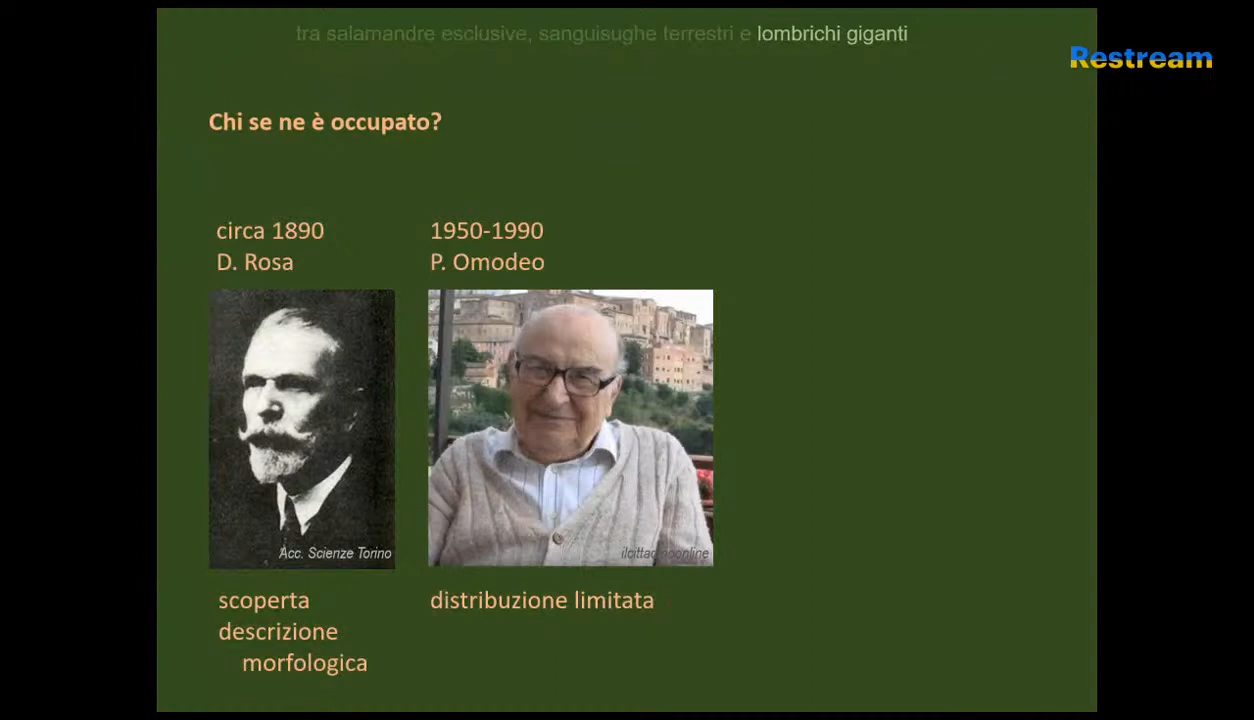 tra salamandre esclusive, sanguisughe terrestri e lombrichi giganti
Restream
Chi se ne è occupato?
circa 1890
D. Rosa
1950-1990
P. Omodeo
Acc. Scienze Torino
ilcittadinoonline
scoperta
descrizione
morfologica
distribuzione limitata